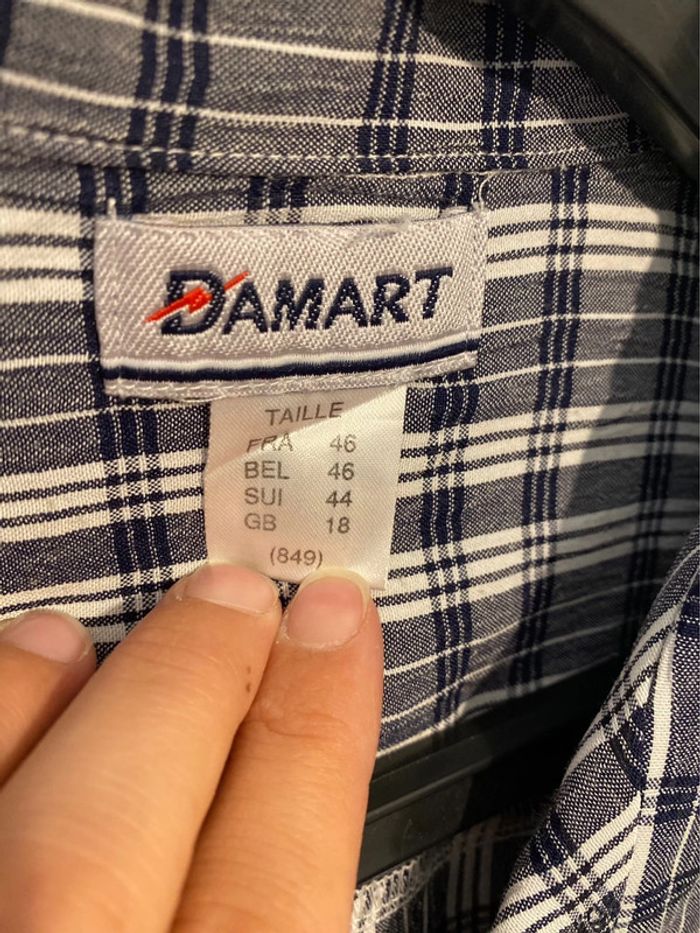 DAMART
TAILLE
FRA 46
BEL 46
SUI 44
GB 18
(849)